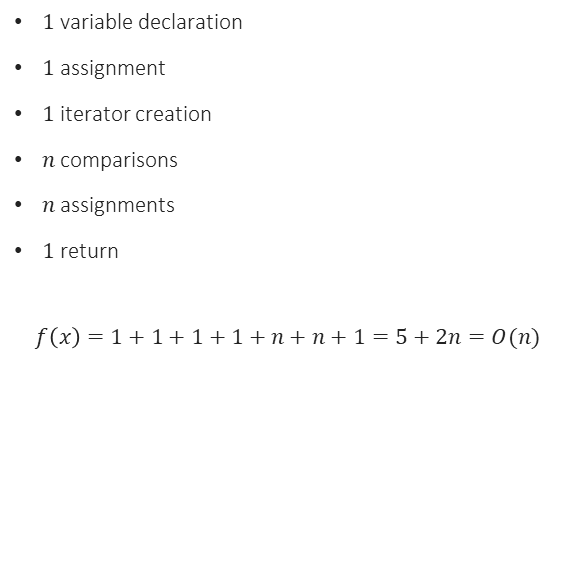 • 1 variable declaration
• 1 assignment
• 1 iterator creation
• n comparisons
• n assignments
• 1 return
f(x) = 1 + 1 + 1 + 1 + n + n + 1 = 5 + 2n = O(n)